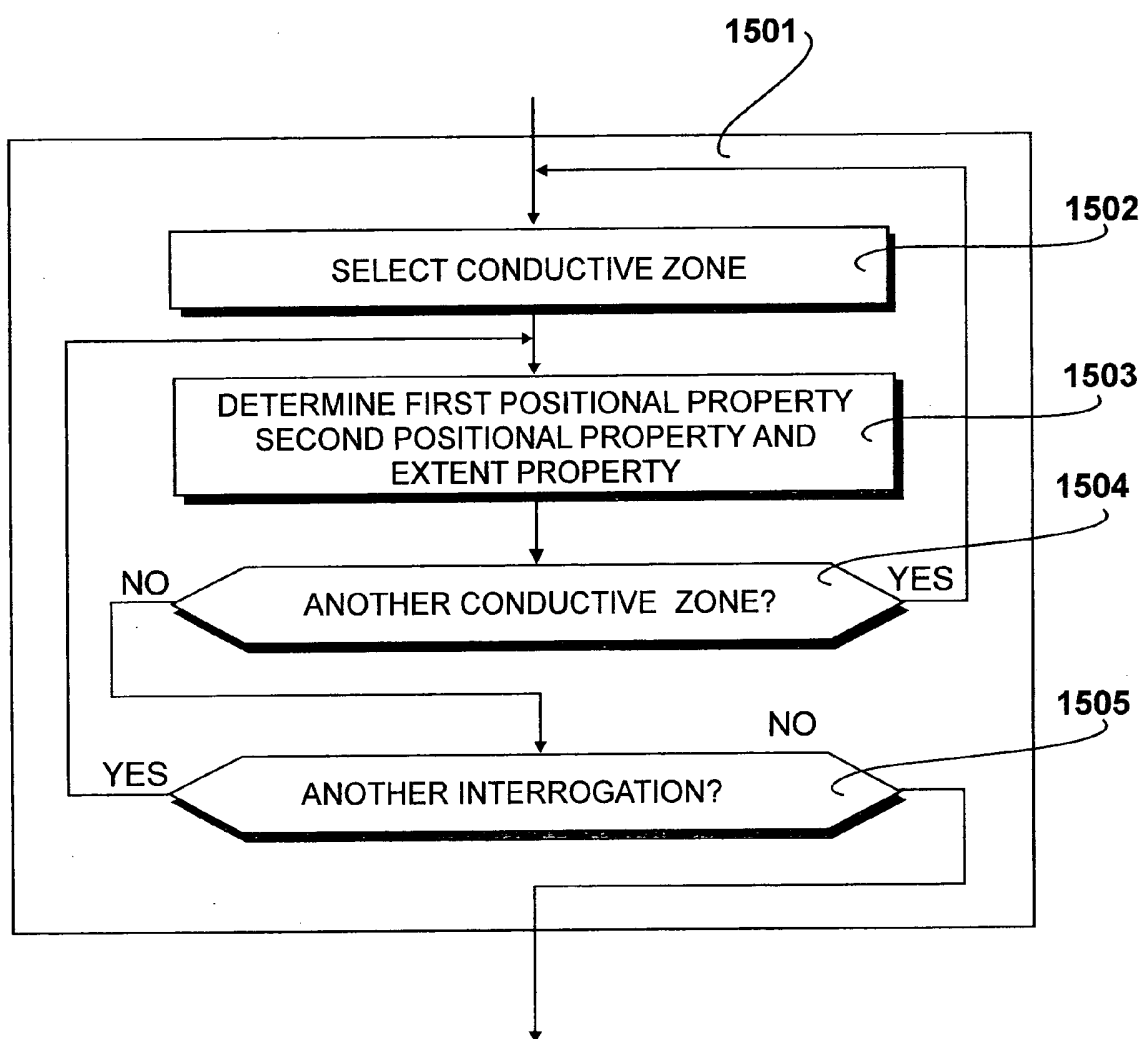 1501
1502
SELECT CONDUCTIVE ZONE
1503
DETERMINE FIRST POSITIONAL PROPERTY
SECOND POSITIONAL PROPERTY AND
EXTENT PROPERTY
1504
NO
YES
ANOTHER CONDUCTIVE ZONE?
1505
NO
YES
ANOTHER INTERROGATION?